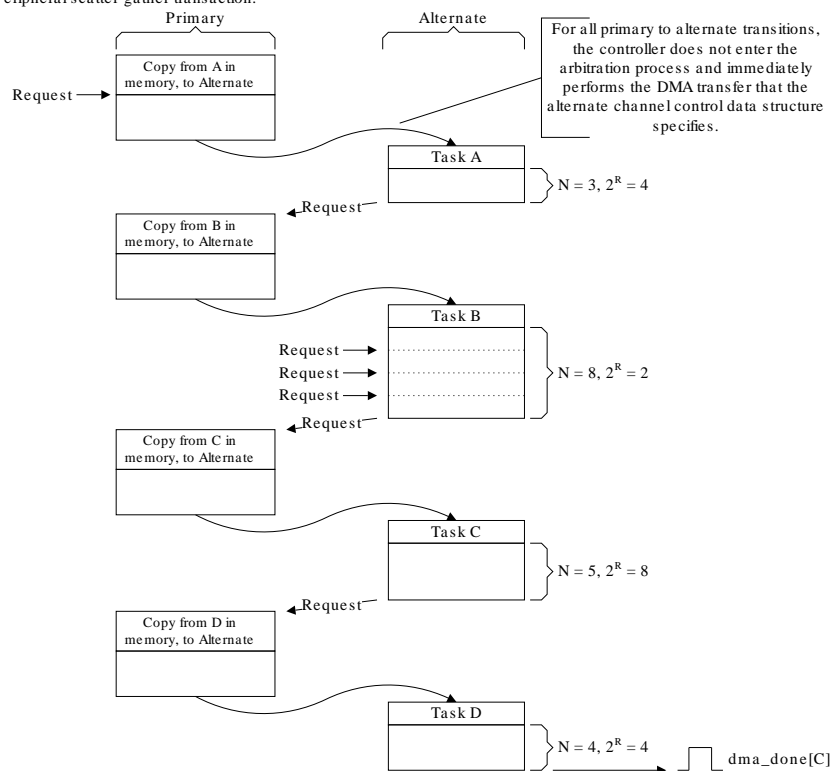 eripheral scatter-gather transaction.
Primary
Alternate
For all primary to alternate transitions,
the controller does not enter the
arbitration process and immediately
performs the DMA transfer that the
alternate channel control data structure
specifies.
Copy from A in
memory, to Alternate
Request
Task A
N = 3, 2^R = 4
Request
Copy from B in
memory, to Alternate
Task B
Request
Request
Request
N = 8, 2^R = 2
Request
Copy from C in
memory, to Alternate
Task C
N = 5, 2^R = 8
Request
Copy from D in
memory, to Alternate
Task D
N = 4, 2^R = 4
dma_done[C]